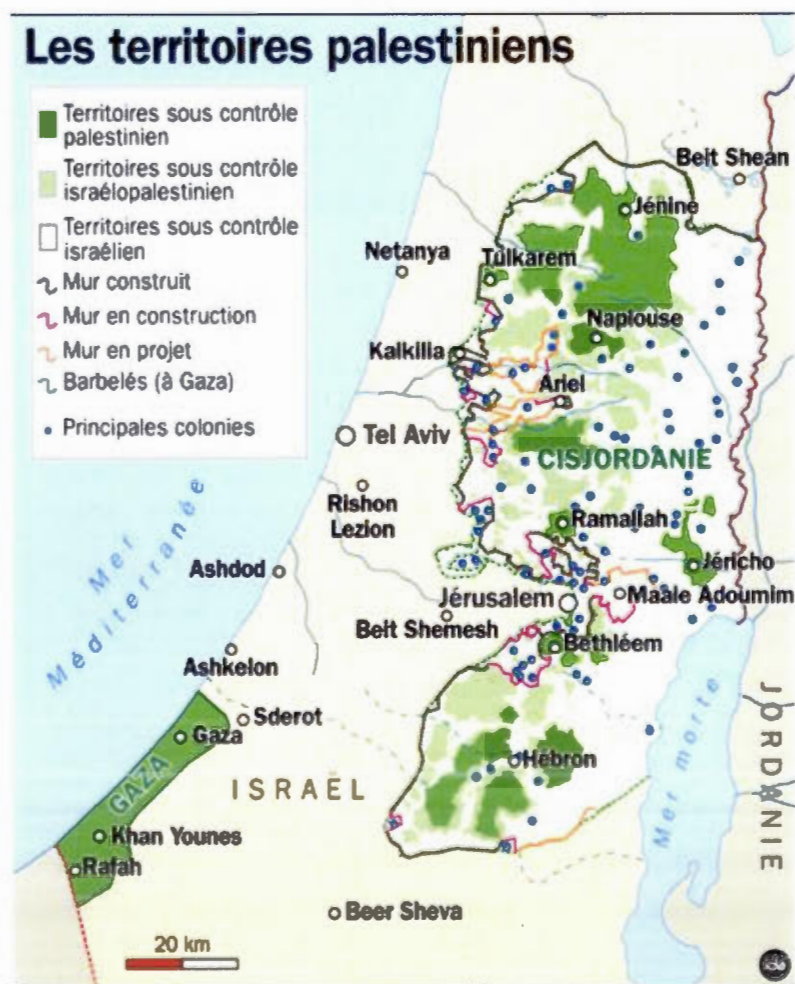 Les territoires palestiniens
Territoires sous contrôle
palestinien
Territoires sous contrôle
israélopalestinien
Territoires sous contrôle
israélien
Mur construit
Mur en construction
Mur en projet
Barbelés (à Gaza)
Principales colonies
Beit Shean
Jénine
Netanya
Tulkarem
Naplouse
Kalkilia
Ariel
Tel Aviv
CISJORDANIE
Rishon
Lezion
Ramallah
Mer
Méditerranée
Ashdod
Jéricho
Jérusalem
Maale Adoumim
Beit Shemesh
Bethléem
Ashkelon
Sderot
Gaza
GAZA
ISRAËL
Hébron
Mer morte
JORDANIE
Khan Younes
Rafah
Beer Sheva
20 km